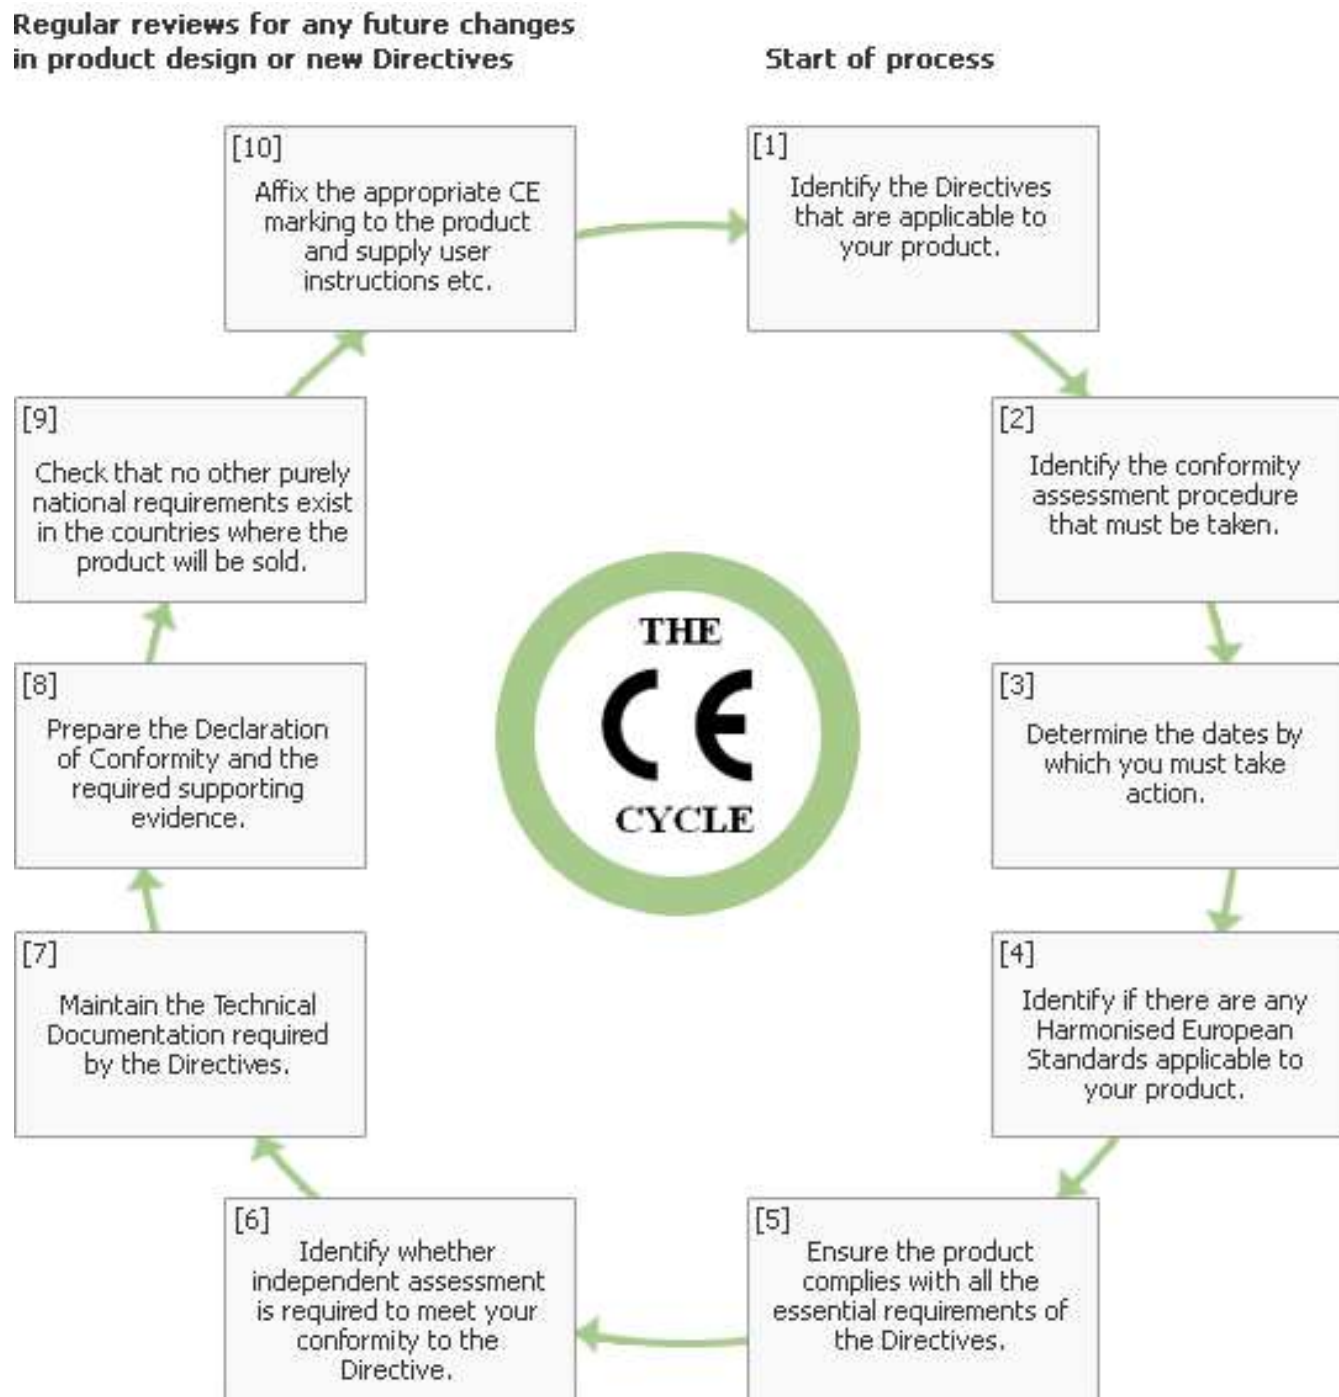 Regular reviews for any future changes
in product design or new Directives
Start of process
[10]
Affix the appropriate CE
marking to the product
and supply user
instructions etc.
[1]
Identify the Directives
that are applicable to
your product.
[9]
Check that no other purely
national requirements exist
in the countries where the
product will be sold.
[2]
Identify the conformity
assessment procedure
that must be taken.
THE
CE
CYCLE
[8]
Prepare the Declaration
of Conformity and the
required supporting
evidence.
[3]
Determine the dates by
which you must take
action.
[7]
Maintain the Technical
Documentation required
by the Directives.
[4]
Identify if there are any
Harmonised European
Standards applicable to
your product.
[6]
Identify whether
independent assessment
is required to meet your
conformity to the
Directive.
[5]
Ensure the product
complies with all the
essential requirements of
the Directives.